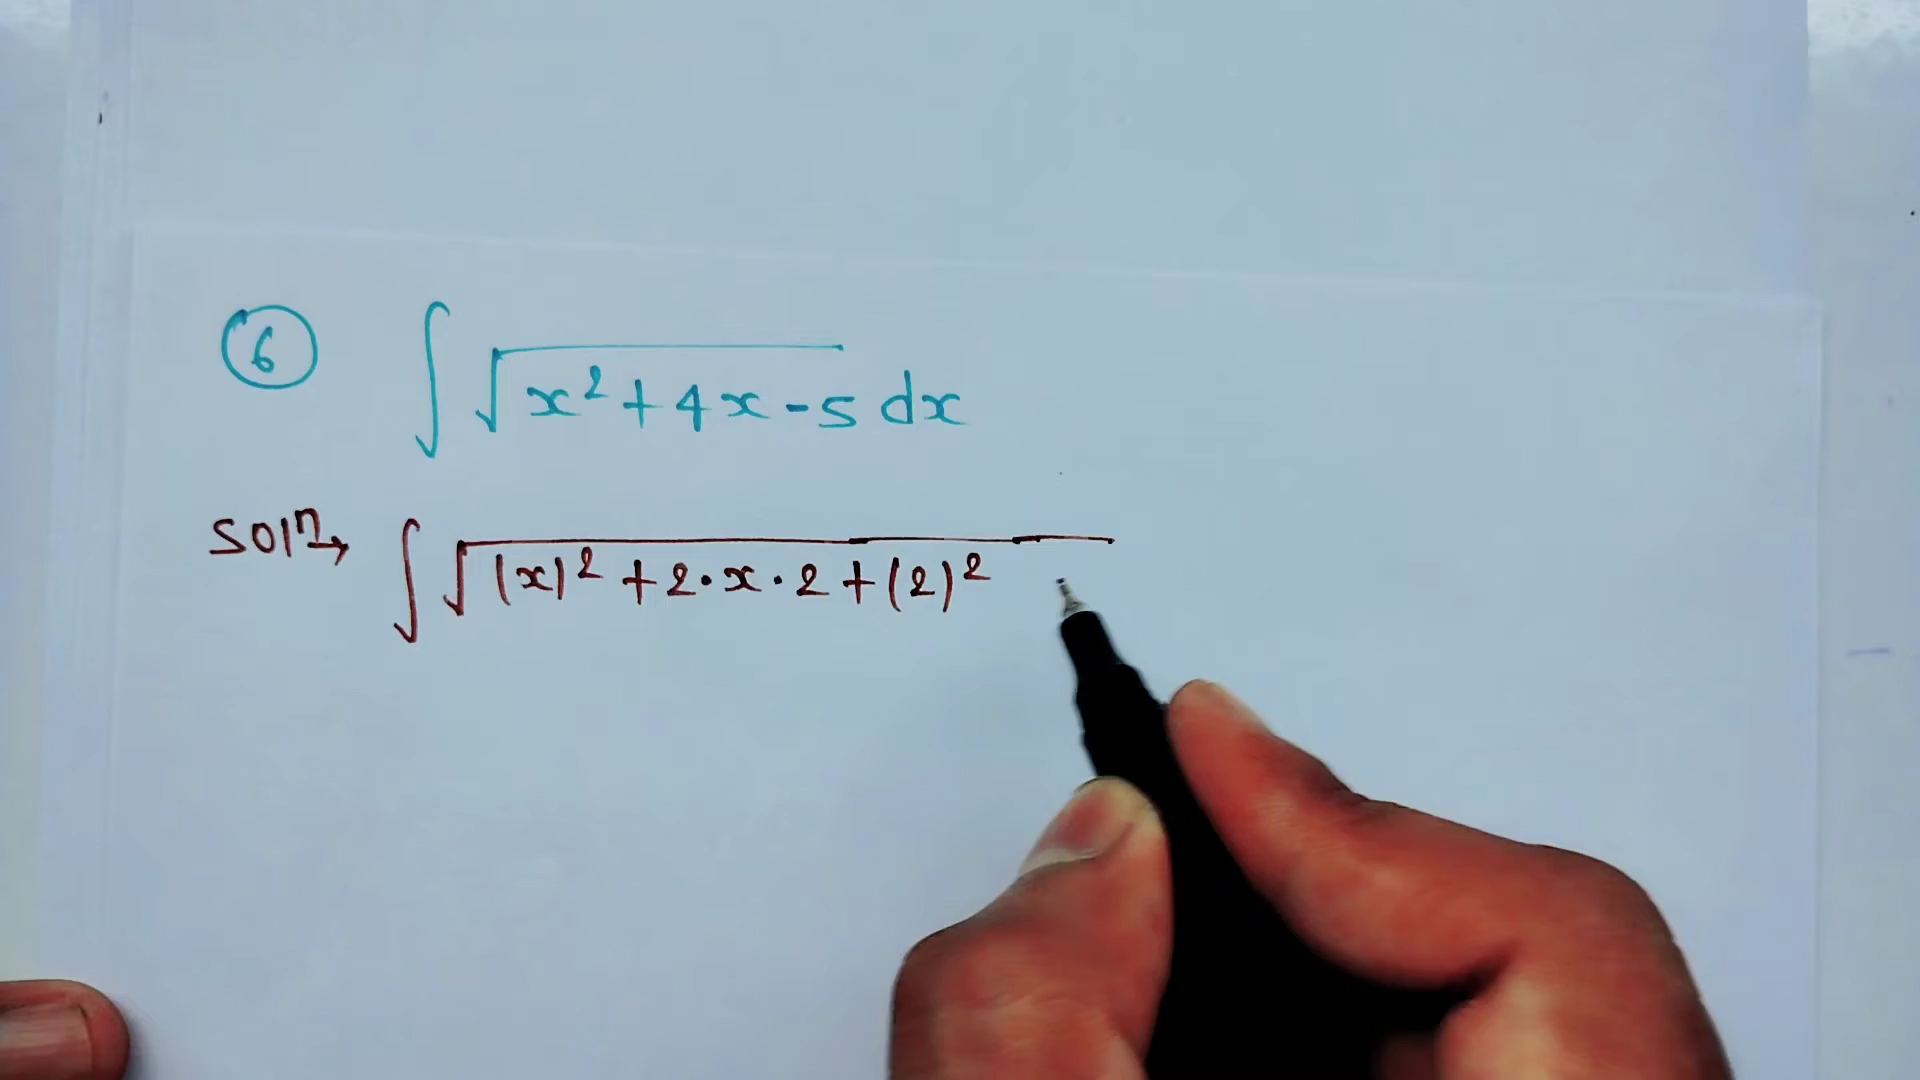 6 ∫√x²+4x-5 dx
Soln→ ∫√(x)²+2·x·2+(2)²